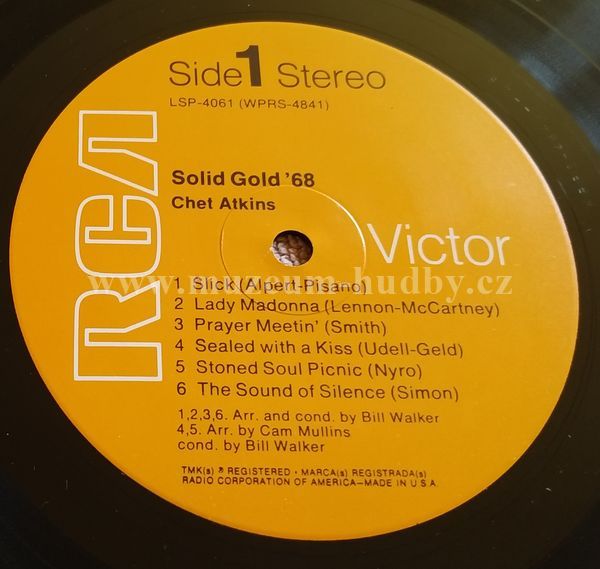 Side 1 Stereo
LSP-4061 (WPRS-4841)
RCA
Solid Gold '68
Chet Atkins
Victor
www.muzeum-hudby.cz
1 Slick (Alpert-Pisano)
2 Lady Madonna (Lennon-McCartney)
3 Prayer Meetin' (Smith)
4 Sealed with a Kiss (Udell-Geld)
5 Stoned Soul Picnic (Nyro)
6 The Sound of Silence (Simon)
1,2,3,6. Arr. and cond. by Bill Walker
4,5. Arr. by Cam Mullins
cond. by Bill Walker
TMK(s) ® REGISTERED • MARCA(s) REGISTRADA(s)
RADIO CORPORATION OF AMERICA—MADE IN U.S.A.